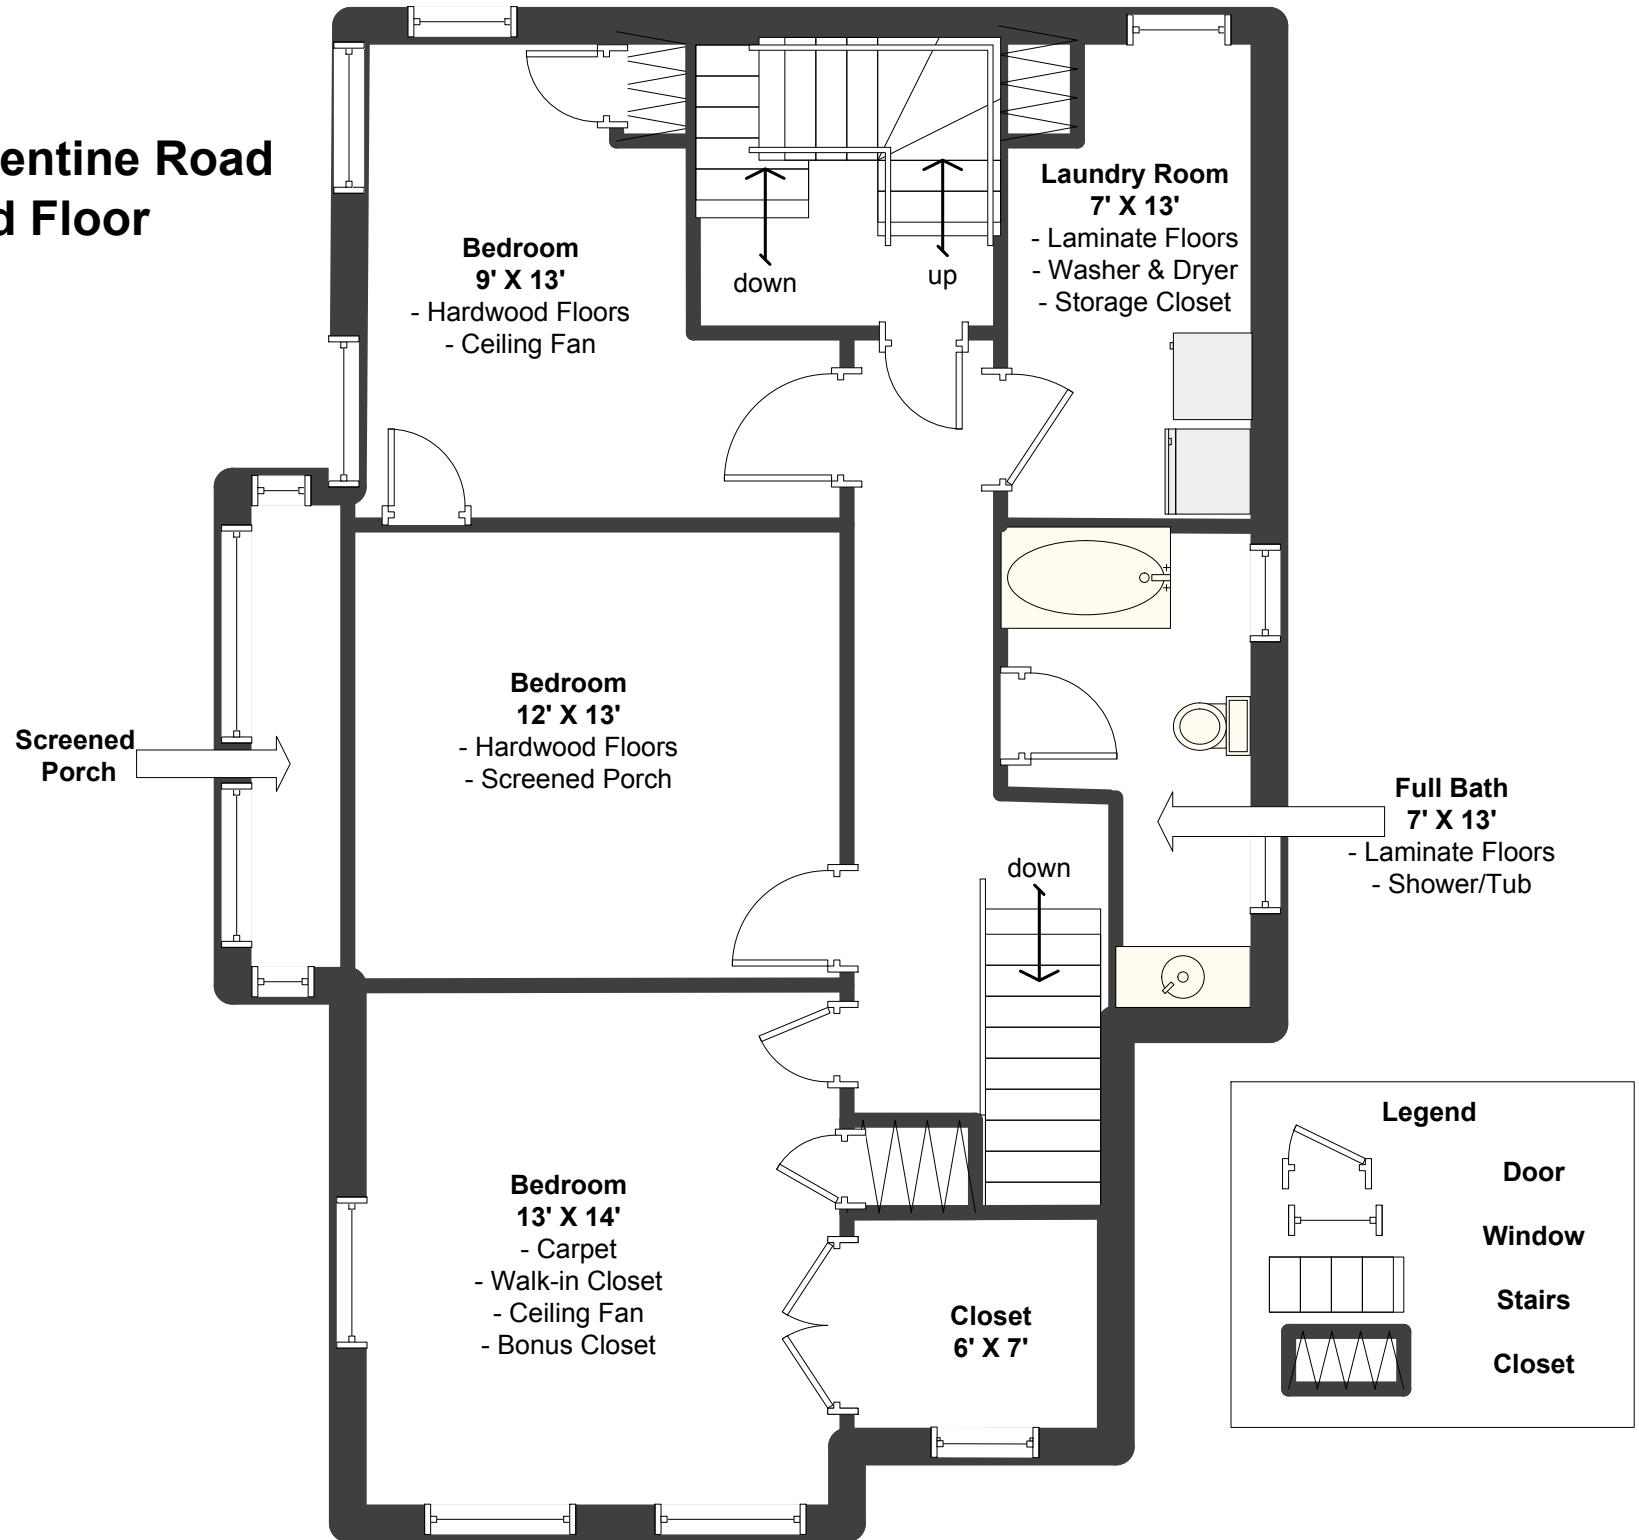 entine Road
d Floor
Bedroom
9' X 13'
- Hardwood Floors
- Ceiling Fan
down
up
Laundry Room
7' X 13'
- Laminate Floors
- Washer & Dryer
- Storage Closet
Bedroom
12' X 13'
- Hardwood Floors
- Screened Porch
Screened
Porch
Full Bath
7' X 13'
- Laminate Floors
- Shower/Tub
down
Bedroom
13' X 14'
- Carpet
- Walk-in Closet
- Ceiling Fan
- Bonus Closet
Closet
6' X 7'
Legend
Door
Window
Stairs
Closet